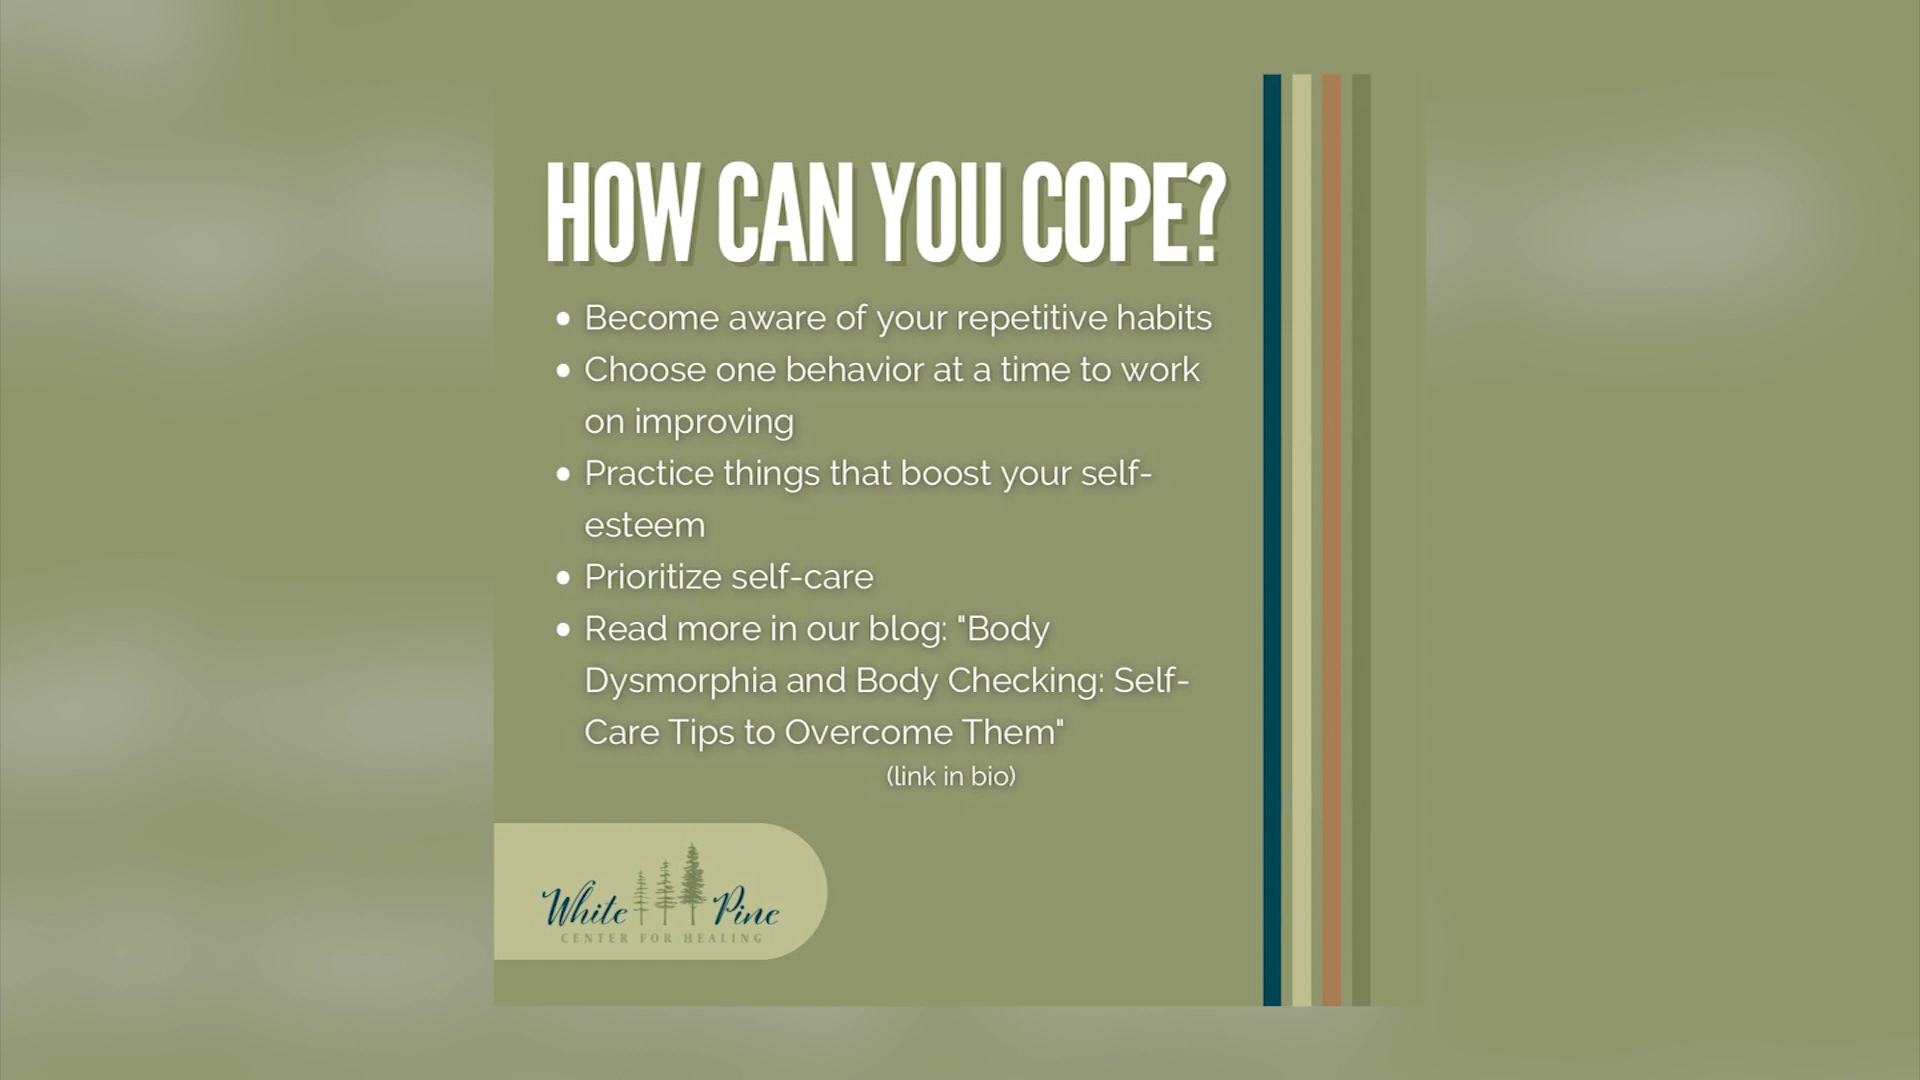 HOW CAN YOU COPE?
• Become aware of your repetitive habits
• Choose one behavior at a time to work
on improving
• Practice things that boost your self-
esteem
• Prioritize self-care
• Read more in our blog: "Body
Dysmorphia and Body Checking: Self-
Care Tips to Overcome Them"
(link in bio)
White Pine
CENTER FOR HEALING